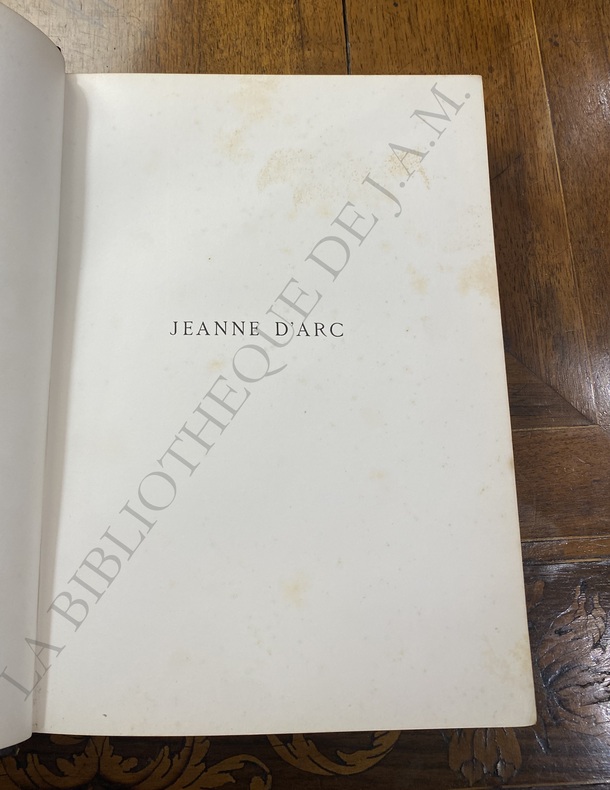 JEANNE D'ARC
LA BIBLIOTHEQUE DE J.A.M.